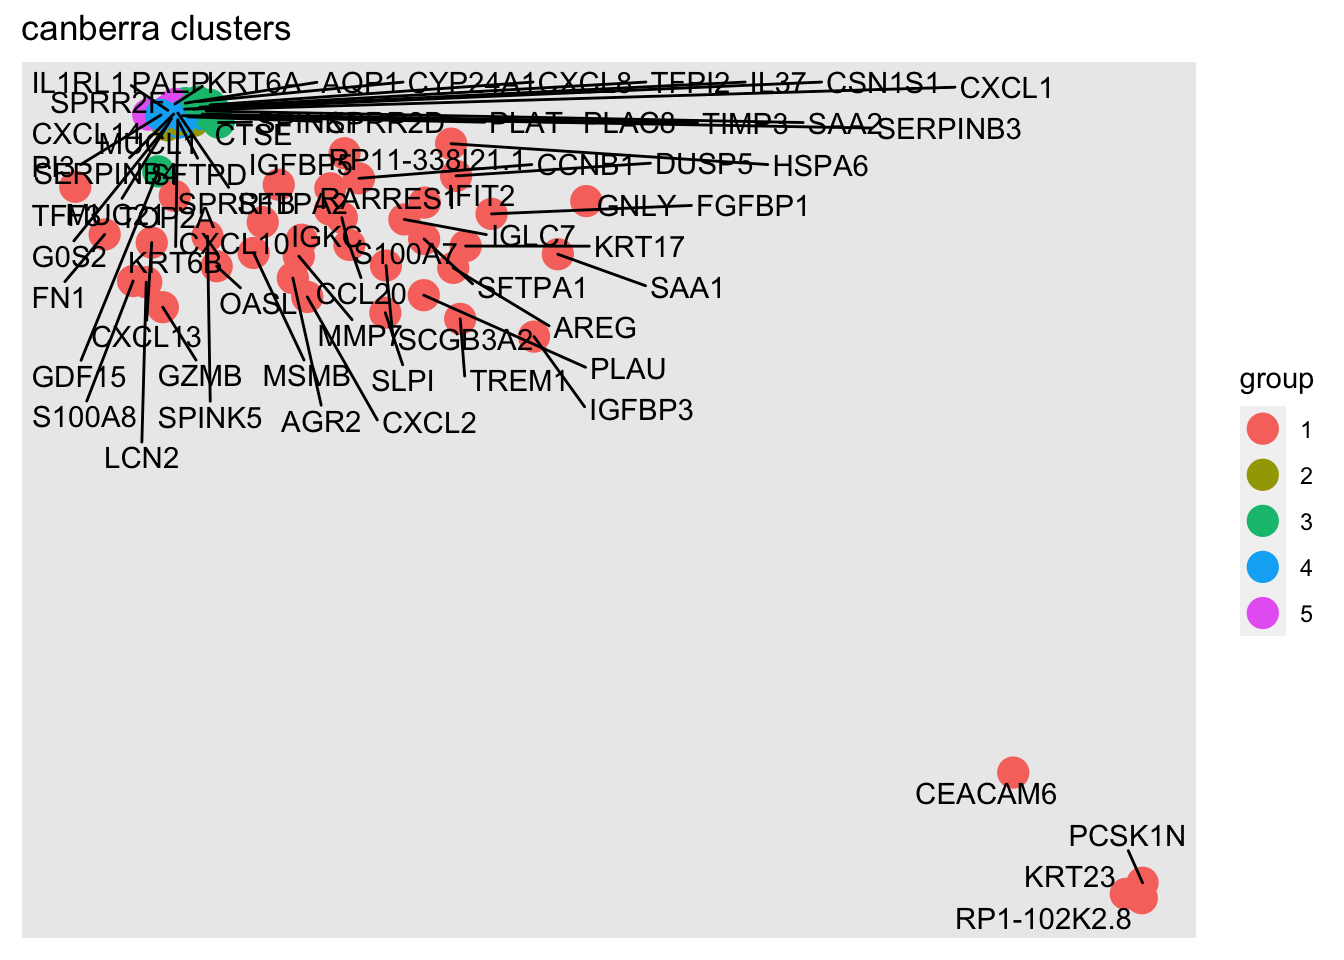 canberra clusters
IL1RL1 PAEP KRT6A AQP1 CYP24A1 CXCL8 TFPI2 IL37 CSN1S1 CXCL1
SPRR2F
CXCL14 MUCL1 CTSE SPRR2D PLAT PLAC8 TIMP3 SAA2 SERPINB3
PI3 SERPINB4 SFTPD IGFBP5 RP11-338I21.1 CCNB1 DUSP5 HSPA6
TFF3 MUC21 TOP2A SFTPA2 RARRES1 IFIT2 GNLY FGFBP1
G0S2 KRT6B CXCL10 IGKC S100A7 IGLC7 KRT17
FN1 OASL CCL20 SFTPA1 SAA1
CXCL13 MMP7 SCGB3A2 AREG
GDF15 GZMB MSMB SLPI TREM1 PLAU
S100A8 SPINK5 AGR2 CXCL2 IGFBP3
LCN2
CEACAM6
PCSK1N
KRT23
RP1-102K2.8
group
1
2
3
4
5